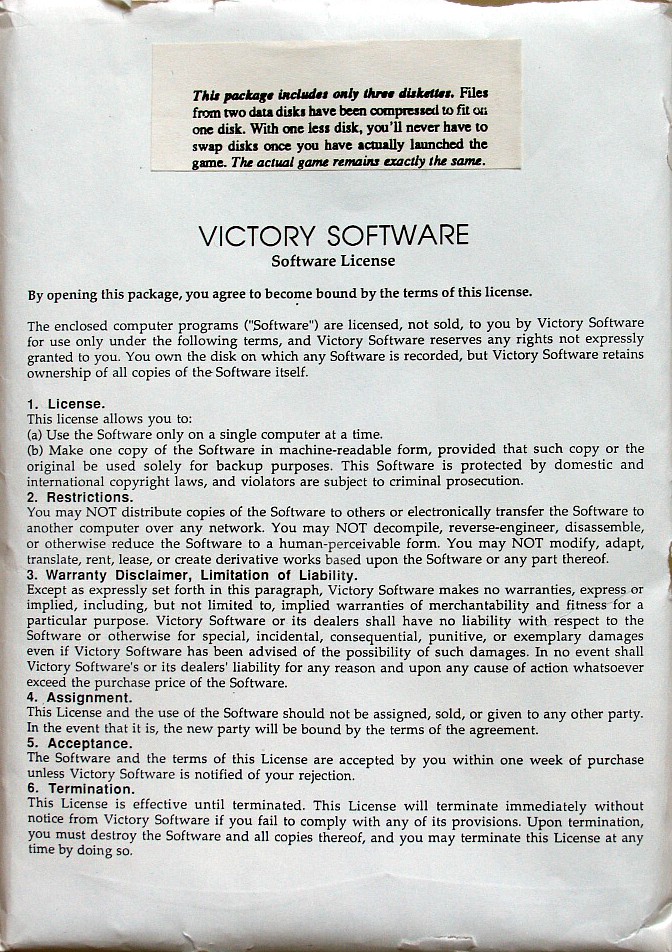 This package includes only three diskettes. Files
from two data disks have been compressed to fit on
one disk. With one less disk, you'll never have to
swap disks once you have actually launched the
game. The actual game remains exactly the same.
VICTORY SOFTWARE
Software License
By opening this package, you agree to become bound by the terms of this license.
The enclosed computer programs ("Software") are licensed, not sold, to you by Victory Software
for use only under the following terms, and Victory Software reserves any rights not expressly
granted to you. You own the disk on which any Software is recorded, but Victory Software retains
ownership of all copies of the Software itself.
1. License.
This license allows you to:
(a) Use the Software only on a single computer at a time.
(b) Make one copy of the Software in machine-readable form, provided that such copy or the
original be used solely for backup purposes. This Software is protected by domestic and
international copyright laws, and violators are subject to criminal prosecution.
2. Restrictions.
You may NOT distribute copies of the Software to others or electronically transfer the Software to
another computer over any network. You may NOT decompile, reverse-engineer, disassemble,
or otherwise reduce the Software to a human-perceivable form. You may NOT modify, adapt,
translate, rent, lease, or create derivative works based upon the Software or any part thereof.
3. Warranty Disclaimer, Limitation of Liability.
Except as expressly set forth in this paragraph, Victory Software makes no warranties, express or
implied, including, but not limited to, implied warranties of merchantability and fitness for a
particular purpose. Victory Software or its dealers shall have no liability with respect to the
Software or otherwise for special, incidental, consequential, punitive, or exemplary damages
even if Victory Software has been advised of the possibility of such damages. In no event shall
Victory Software's or its dealers' liability for any reason and upon any cause of action whatsoever
exceed the purchase price of the Software.
4. Assignment.
This License and the use of the Software should not be assigned, sold, or given to any other party.
In the event that it is, the new party will be bound by the terms of the agreement.
5. Acceptance.
The Software and the terms of this License are accepted by you within one week of purchase
unless Victory Software is notified of your rejection.
6. Termination.
This License is effective until terminated. This License will terminate immediately without
notice from Victory Software if you fail to comply with any of its provisions. Upon termination,
you must destroy the Software and all copies thereof, and you may terminate this License at any
time by doing so.